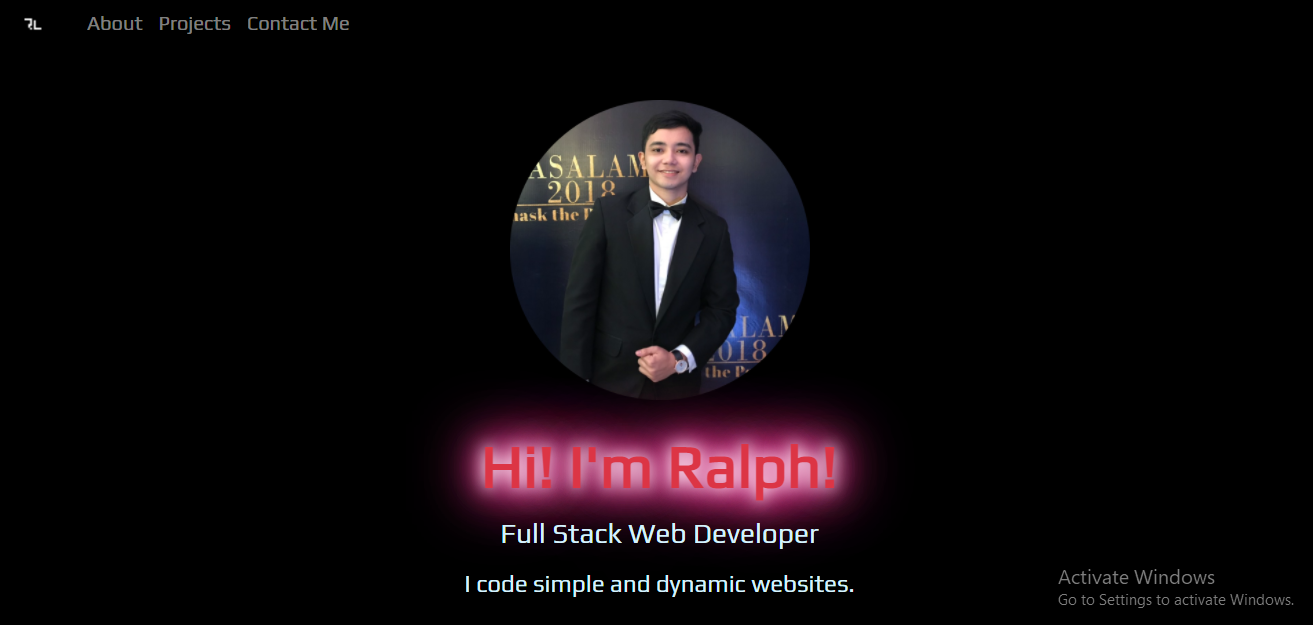 RL
About Projects Contact Me
ASALAM
2018
mask the P
ALAM
2018
the P
Hi! I'm Ralph!
Full Stack Web Developer
I code simple and dynamic websites.
Activate Windows
Go to Settings to activate Windows.